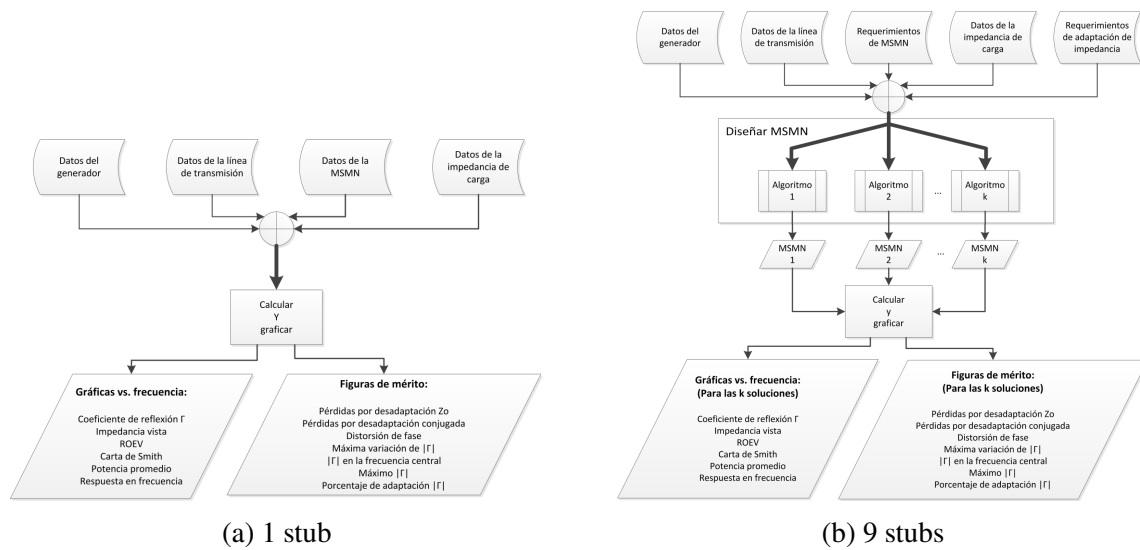 Datos del
generador
Datos de la línea
de transmisión
Datos de la
MSMN
Datos de la
impedancia de
carga
Calcular
Y
graficar
Gráficas vs. frecuencia:
Coeficiente de reflexión Γ
Impedancia vista
ROEV
Carta de Smith
Potencia promedio
Respuesta en frecuencia
Figuras de mérito:
Pérdidas por desadaptación Zo
Pérdidas por desadaptación conjugada
Distorsión de fase
Máxima variación de |Γ|
|Γ| en la frecuencia central
Máximo |Γ|
Porcentaje de adaptación |Γ|
(a) 1 stub
Datos del
generador
Datos de la línea
de transmisión
Requerimientos
de MSMN
Datos de la
impedancia de
carga
Requerimientos
de adaptación de
impedancia
Diseñar MSMN
Algoritmo
1
Algoritmo
2
...
Algoritmo
k
MSMN
1
MSMN
2
...
MSMN
k
Calcular
y
graficar
Gráficas vs. frecuencia:
(Para las k soluciones)
Coeficiente de reflexión Γ
Impedancia vista
ROEV
Carta de Smith
Potencia promedio
Respuesta en frecuencia
Figuras de mérito:
(Para las k soluciones)
Pérdidas por desadaptación Zo
Pérdidas por desadaptación conjugada
Distorsión de fase
Máxima variación de |Γ|
|Γ| en la frecuencia central
Máximo |Γ|
Porcentaje de adaptación |Γ|
(b) 9 stubs